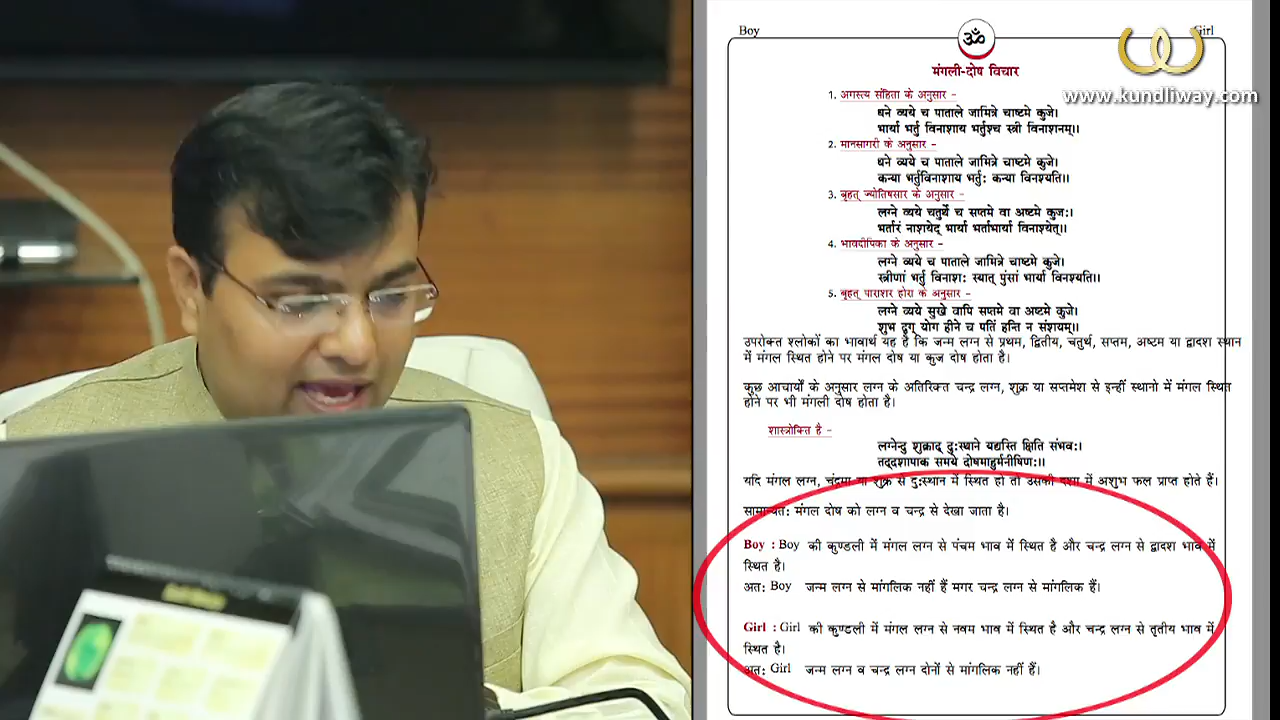 Boy
ॐ
Girl
www.kundliway.com
मंगली-दोष विचार
1. अगस्त्य संहिता के अनुसार -
धने व्यये च पाताले जामित्रे चाष्टमे कुजे।
भार्या भर्तु विनाशाय भर्तुश्च स्त्री विनाशनम्।।
2. मानसागरी के अनुसार -
धने व्यये च पाताले जामित्रे चाष्टमे कुजे।
कन्या भर्तुविनाशाय भर्तु: कन्या विनश्यति।।
3. बृहत् ज्योतिषसार के अनुसार -
लग्ने व्यये चतुर्थे च सप्तमे वा अष्टमे कुज:।
भर्तारं नाशयेद् भार्या भर्ताभार्या विनाश्येत्।।
4. भावदीपिका के अनुसार -
लग्ने व्यये च पाताले जामित्रे चाष्टमे कुजे।
स्त्रीणां भर्तु विनाश: स्यात् पुंसां भार्या विनश्यति।।
5. बृहत् पाराशर होरा के अनुसार -
लग्ने व्यये सुखे वापि सप्तमे वा अष्टमे कुजे।
शुभ दृग् योग हीने च पतिं हन्ति न संशयम्।।
उपरोक्त श्लोकों का भावार्थ यह है कि जन्म लग्न से प्रथम, द्वितीय, चतुर्थ, सप्तम, अष्टम या द्वादश स्थान
में मंगल स्थित होने पर मंगल दोष या कुज दोष होता है।
कुछ आचार्यों के अनुसार लग्न के अतिरिक्त चन्द्र लग्न, शुक्र या सप्तमेश से इन्हीं स्थानो में मंगल स्थित
होने पर भी मंगली दोष होता है।
शास्त्रोक्ति है -
लग्नेन्दु शुक्राद् दु:स्थाने यद्यस्ति क्षिति संभव:।
तद्दशापाक समये दोषमाहुर्मनीषिण:।।
यदि मंगल लग्न, चंद्रमा या शुक्र से दु:स्थान में स्थित हो तो उसकी दशा में अशुभ फल प्राप्त होते हैं।
सामान्यत: मंगल दोष को लग्न व चन्द्र से देखा जाता है।
Boy : Boy की कुण्डली में मंगल लग्न से पंचम भाव में स्थित है और चन्द्र लग्न से द्वादश भाव में
स्थित है।
अत: Boy जन्म लग्न से मांगलिक नहीं हैं मगर चन्द्र लग्न से मांगलिक हैं।
Girl : Girl की कुण्डली में मंगल लग्न से नवम भाव में स्थित है और चन्द्र लग्न से तृतीय भाव में
स्थित है।
अत: Girl जन्म लग्न व चन्द्र लग्न दोनों से मांगलिक नहीं हैं।